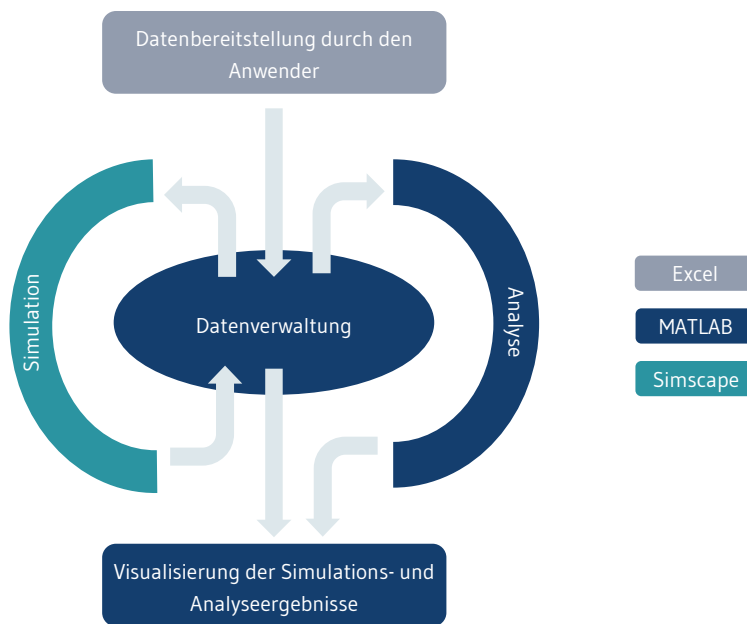 Datenbereitstellung durch den
Anwender
Simulation
Datenverwaltung
Analyse
Excel
MATLAB
Simscape
Visualisierung der Simulations- und
Analyseergebnisse